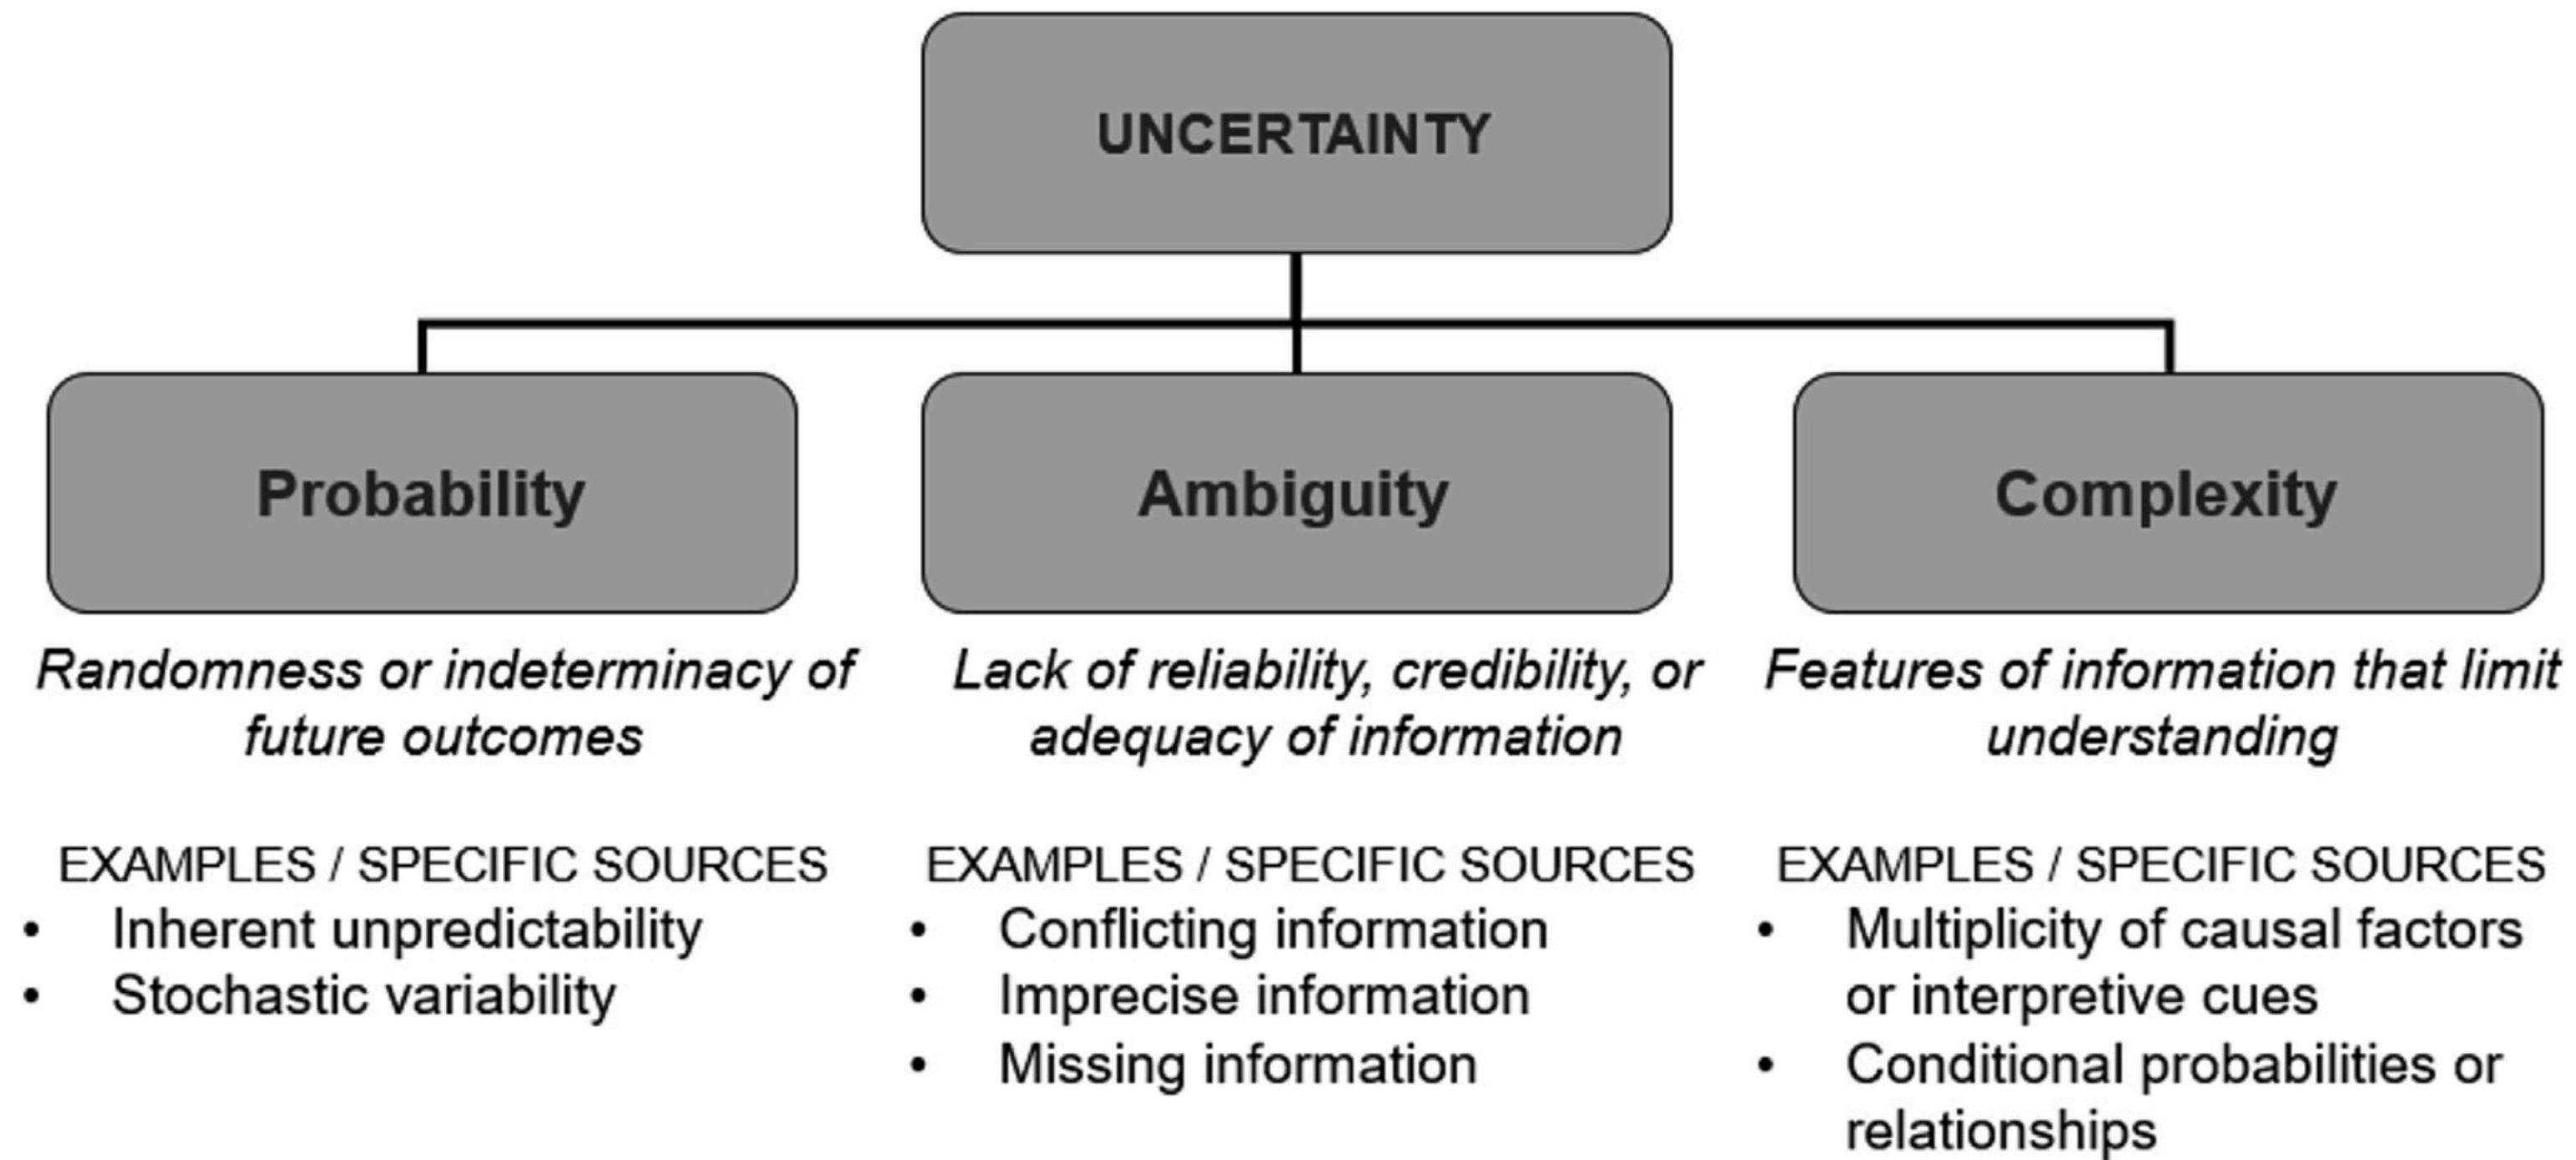 UNCERTAINTY
Probability
Randomness or indeterminacy of
future outcomes
EXAMPLES / SPECIFIC SOURCES
• Inherent unpredictability
• Stochastic variability
Ambiguity
Lack of reliability, credibility, or
adequacy of information
EXAMPLES / SPECIFIC SOURCES
• Conflicting information
• Imprecise information
• Missing information
Complexity
Features of information that limit
understanding
EXAMPLES / SPECIFIC SOURCES
• Multiplicity of causal factors
or interpretive cues
• Conditional probabilities or
relationships